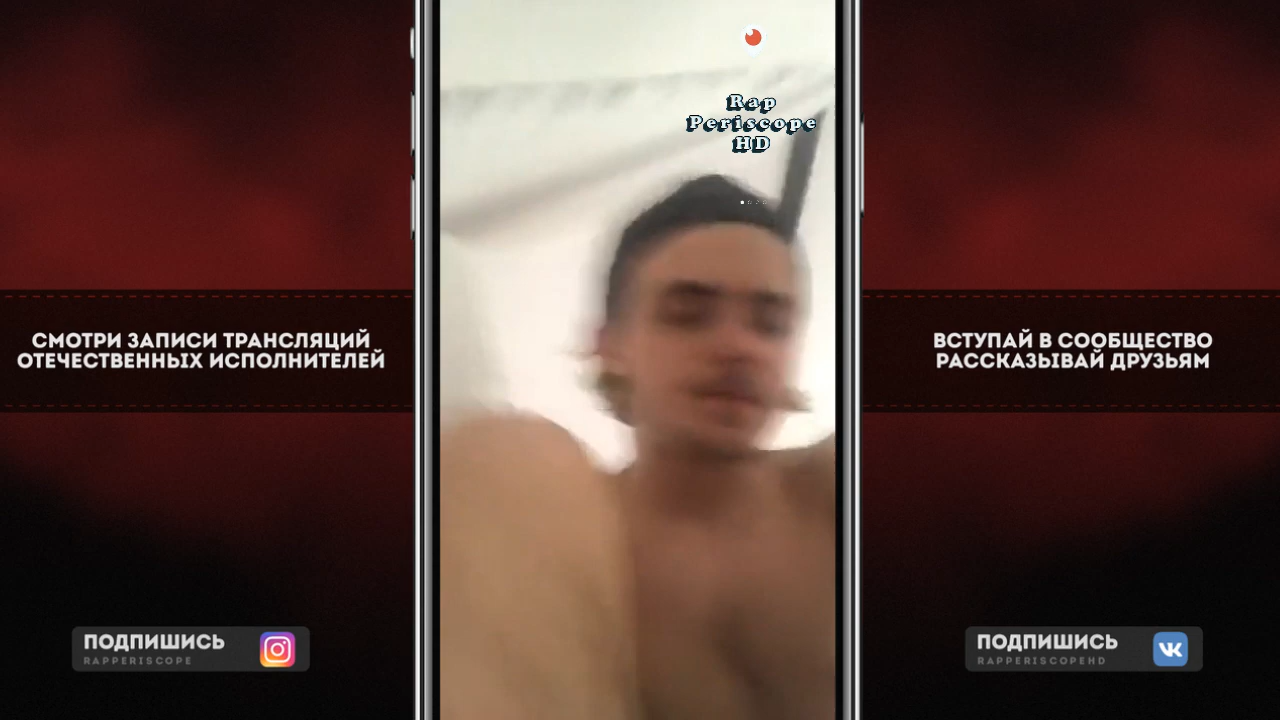 Rap
Periscope
HD
СМОТРИ ЗАПИСИ ТРАНСЛЯЦИЙ
ОТЕЧЕСТВЕННЫХ ИСПОЛНИТЕЛЕЙ
ВСТУПАЙ В СООБЩЕСТВО
РАССКАЗЫВАЙ ДРУЗЬЯМ
ПОДПИШИСЬ
RAPPERISCOPE
ПОДПИШИСЬ
RAPPERISCOPEHD